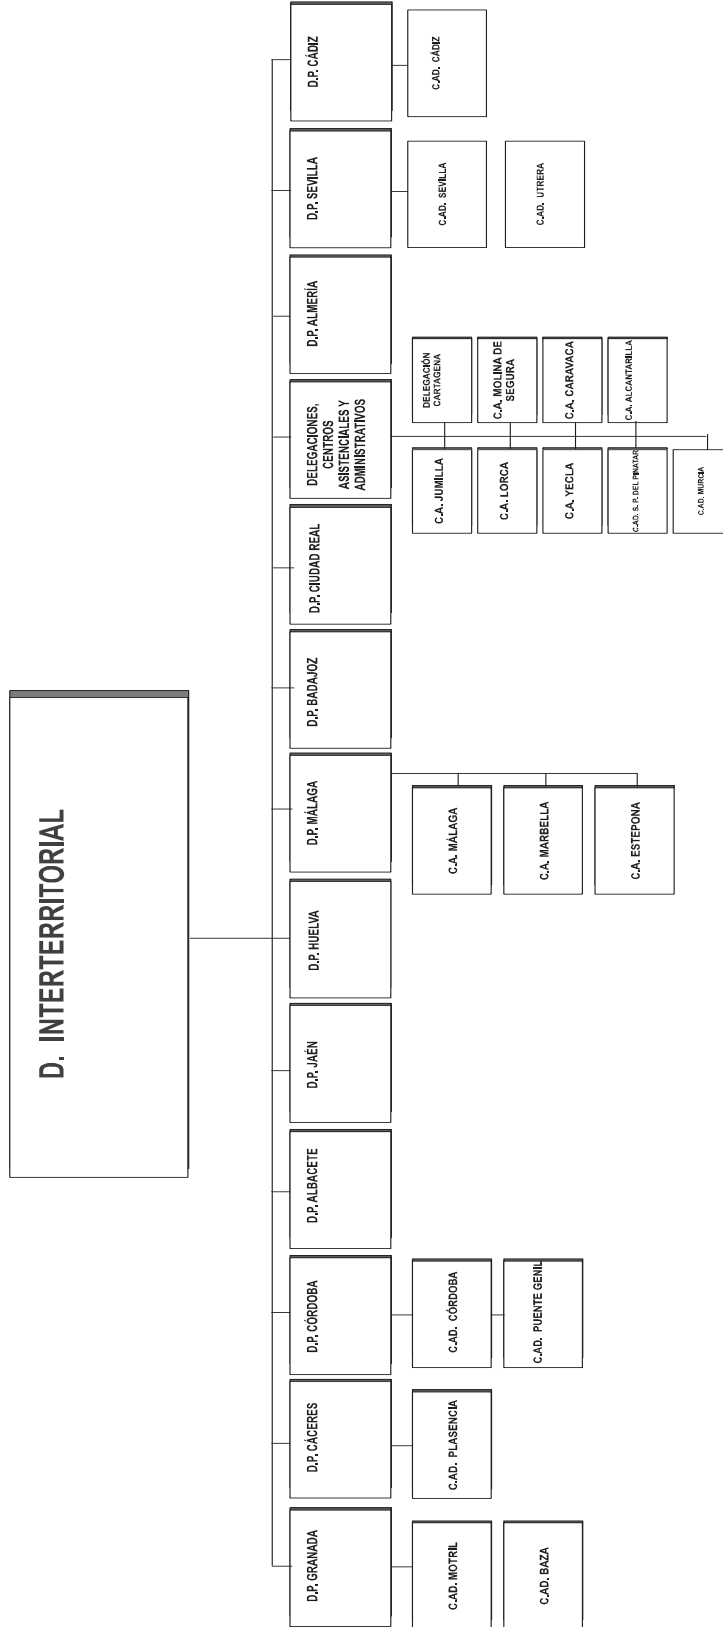 D. INTERTERRITORIAL
D.P. GRANADA
D.P. CÁCERES
D.P. CÓRDOBA
D.P. ALBACETE
D.P. JAÉN
D.P. HUELVA
D.P. MÁLAGA
D.P. BADAJOZ
D.P. CIUDAD REAL
DELEGACIONES,
CENTROS
ASISTENCIALES Y
ADMINISTRATIVOS
D.P. ALMERÍA
D.P. SEVILLA
D.P. CÁDIZ
C.AD. MOTRIL
C.AD. BAZA
C.AD. PLASENCIA
C.AD. CÓRDOBA
C.AD. PUENTE GENIL
C.A. MÁLAGA
C.A. MARBELLA
C.A. ESTEPONA
C.A. JUMILLA
DELEGACIÓN
CARTAGENA
C.A. LORCA
C.A. MOLINA DE
SEGURA
C.A. YECLA
C.A. CARAVACA
C.AD. S. P. DEL PINATAR
C.A. ALCANTARILLA
C.AD. MURCIA
C.AD. SEVILLA
C.AD. UTRERA
C.AD. CÁDIZ